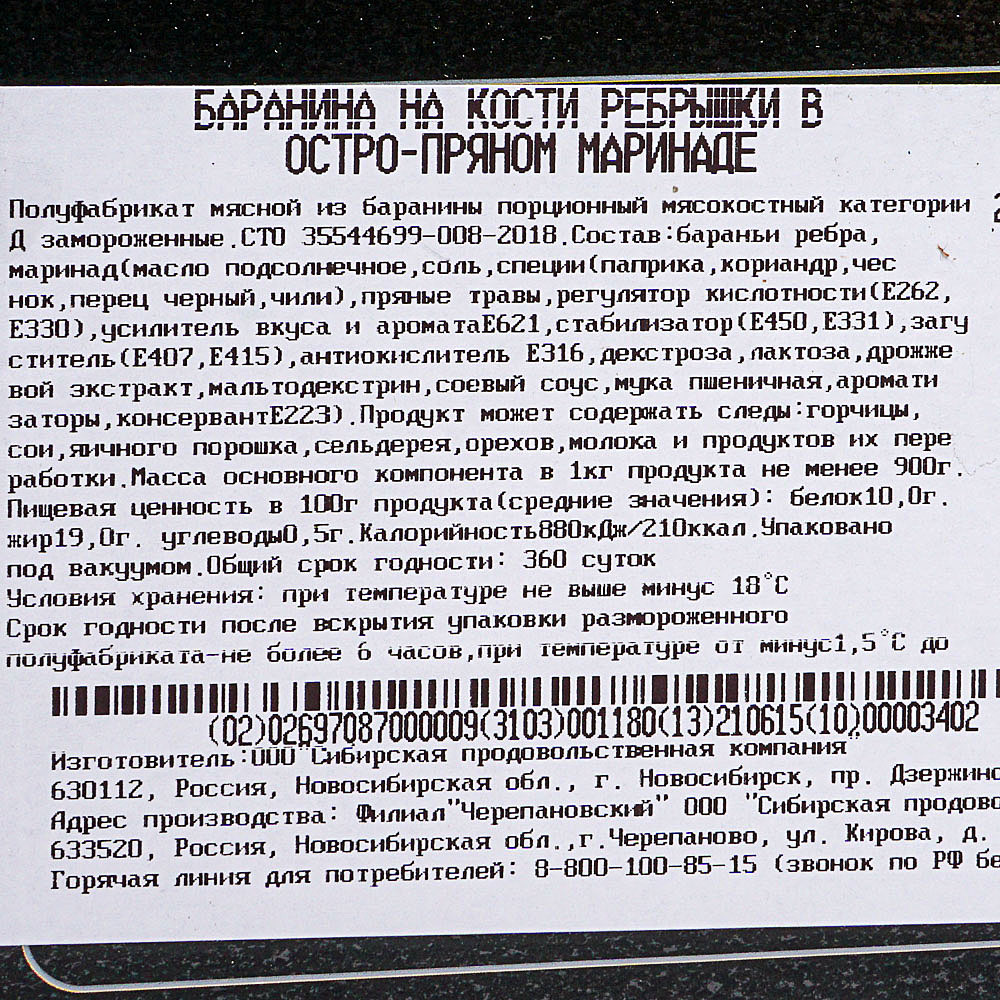 БАРАНИНА НА КОСТИ РЕБРЫШКИ В
ОСТРО-ПРЯНОМ МАРИНАДЕ
Полуфабрикат мясной из баранины порционный мясокостный категории
Д замороженные.СТО 35544699-008-2018.Состав:бараньи ребра,
маринад(масло подсолнечное,соль,специи(паприка,кориандр,чес
нок,перец черный,чили),пряные травы,регулятор кислотности(Е262,
Е330),усилитель вкуса и ароматаЕ621,стабилизатор(Е450,Е331),загу
ститель(Е407,Е415),антиокислитель Е316,декстроза,лактоза,дрожже
вой экстракт,мальтодекстрин,соевый соус,мука пшеничная,аромати
заторы,консервантЕ223).Продукт может содержать следы:горчицы,
сои,яичного порошка,сельдерея,орехов,молока и продуктов их пере
работки.Масса основного компонента в 1кг продукта не менее 900г.
Пищевая ценность в 100г продукта(средние значения): белок10,0г.
жир19,0г. углеводы0,5г.Калорийность880кДж/210ккал.Упаковано
под вакуумом.Общий срок годности: 360 суток
Условия хранения: при температуре не выше минус 18°С
Срок годности после вскрытия упаковки размороженного
полуфабриката-не более 6 часов,при температуре от минус1,5°С до
(02)02697087000009(3103)001180(13)210615(10)00003402
Изготовитель:ООО"Сибирская продовольственная компания"
630112, Россия, Новосибирская обл., г. Новосибирск, пр. Дзержинс
Адрес производства: Филиал"Черепановский" ООО "Сибирская продово
633520, Россия, Новосибирская обл.,г.Черепаново, ул. Кирова, д.
Горячая линия для потребителей: 8-800-100-85-15 (звонок по РФ бе